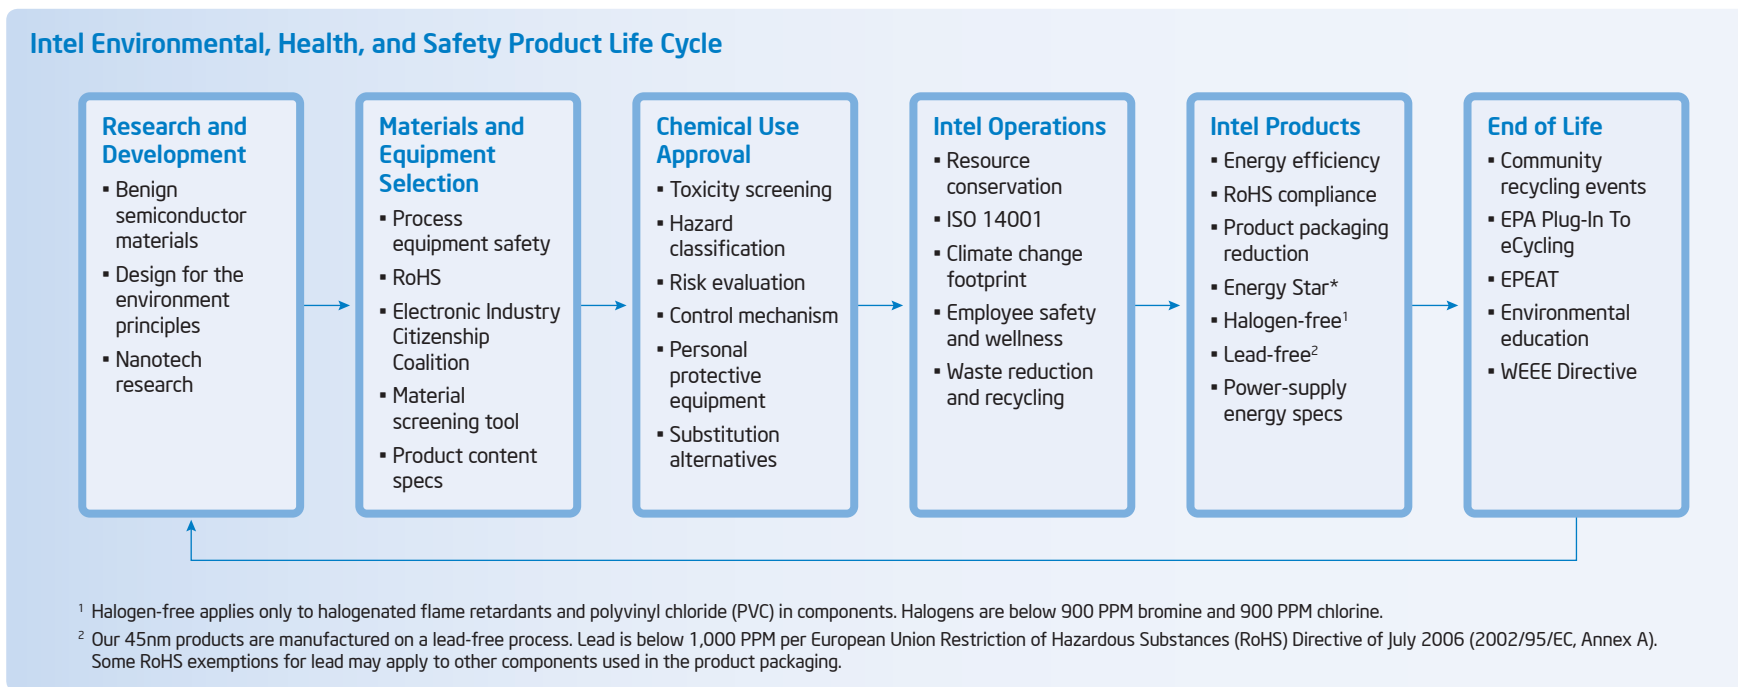 Intel Environmental, Health, and Safety Product Life Cycle
Research and
Development
▪ Benign
semiconductor
materials
▪ Design for the
environment
principles
▪ Nanotech
research
Materials and
Equipment
Selection
▪ Process
equipment safety
▪ RoHS
▪ Electronic Industry
Citizenship
Coalition
▪ Material
screening tool
▪ Product content
specs
Chemical Use
Approval
▪ Toxicity screening
▪ Hazard
classification
▪ Risk evaluation
▪ Control mechanism
▪ Personal
protective
equipment
▪ Substitution
alternatives
Intel Operations
▪ Resource
conservation
▪ ISO 14001
▪ Climate change
footprint
▪ Employee safety
and wellness
▪ Waste reduction
and recycling
Intel Products
▪ Energy efficiency
▪ RoHS compliance
▪ Product packaging
reduction
▪ Energy Star*
▪ Halogen-free¹
▪ Lead-free²
▪ Power-supply
energy specs
End of Life
▪ Community
recycling events
▪ EPA Plug-In To
eCycling
▪ EPEAT
▪ Environmental
education
▪ WEEE Directive
¹ Halogen-free applies only to halogenated flame retardants and polyvinyl chloride (PVC) in components. Halogens are below 900 PPM bromine and 900 PPM chlorine.
² Our 45nm products are manufactured on a lead-free process. Lead is below 1,000 PPM per European Union Restriction of Hazardous Substances (RoHS) Directive of July 2006 (2002/95/EC, Annex A).
Some RoHS exemptions for lead may apply to other components used in the product packaging.